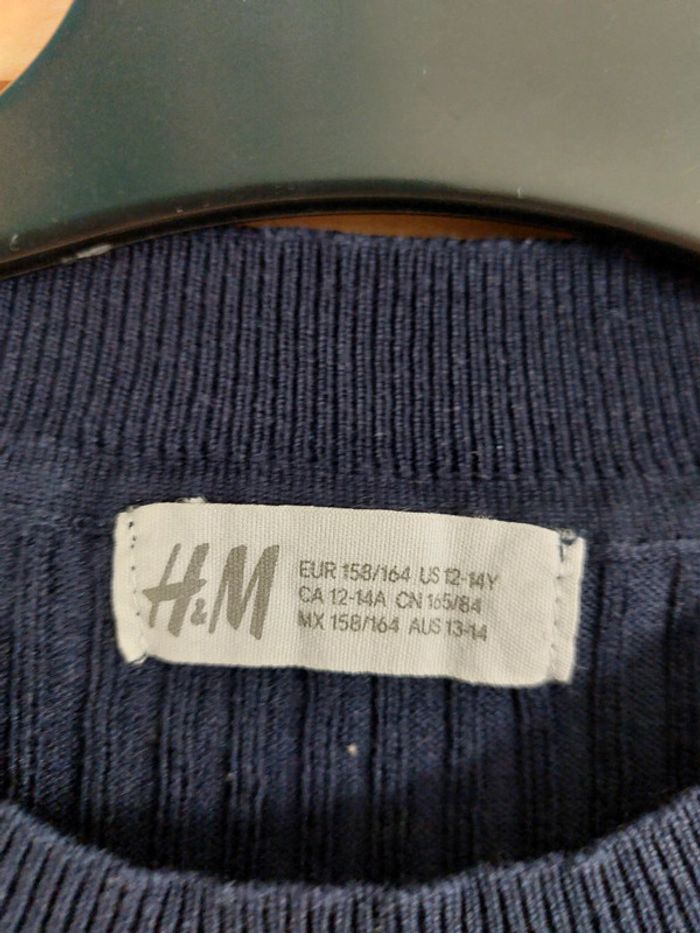 H&M
EUR 158/164 US 12-14Y
CA 12-14A CN 165/84
MX 158/164 AUS 13-14